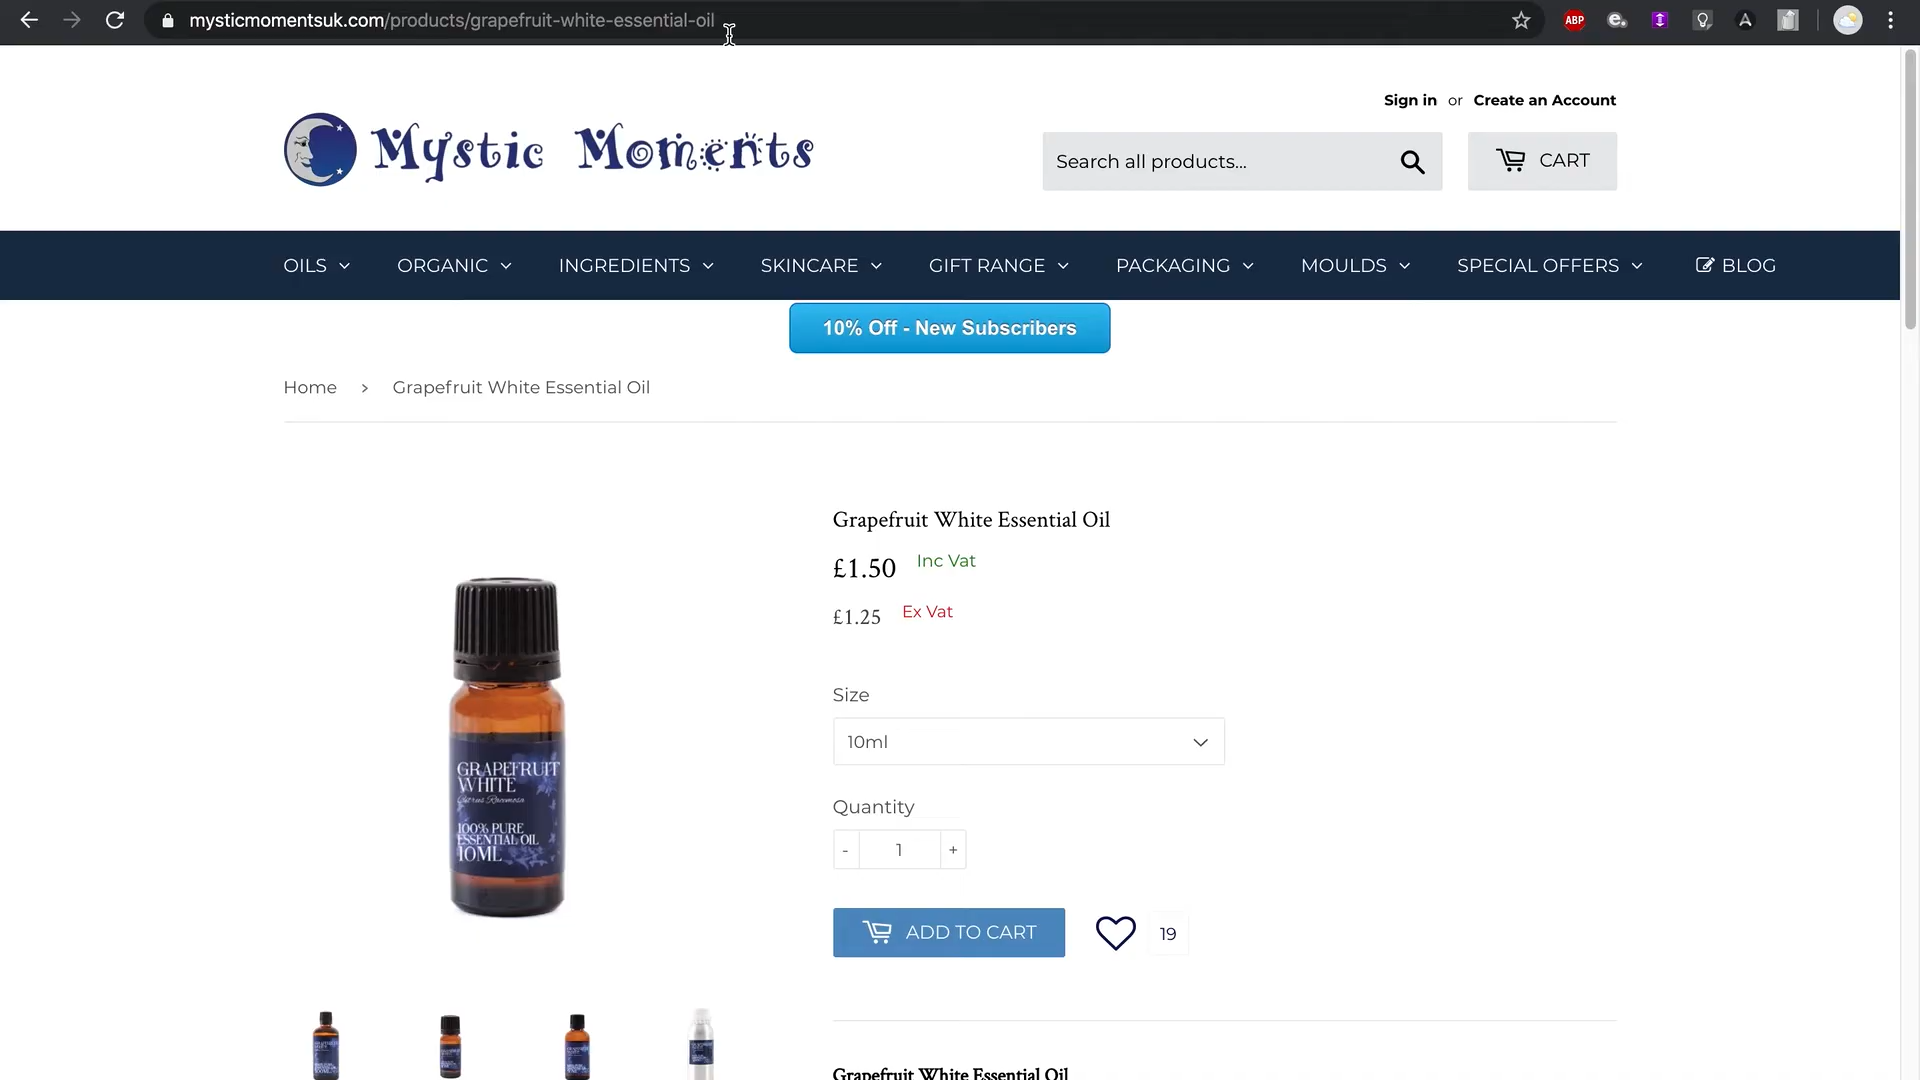 mysticmomentsuk.com/products/grapefruit-white-essential-oil
ABP
Sign in or Create an Account
Mystic Moments
Search all products...
CART
OILS ORGANIC INGREDIENTS SKINCARE GIFT RANGE PACKAGING MOULDS SPECIAL OFFERS BLOG
10% Off - New Subscribers
Home > Grapefruit White Essential Oil
Grapefruit White Essential Oil
£1.50 Inc Vat
£1.25 Ex Vat
Size
10ml
Quantity
- 1 +
ADD TO CART
19
GRAPEFRUIT
WHITE
100% PURE
ESSENTIAL OIL
10ML
Grapefruit White Essential Oil